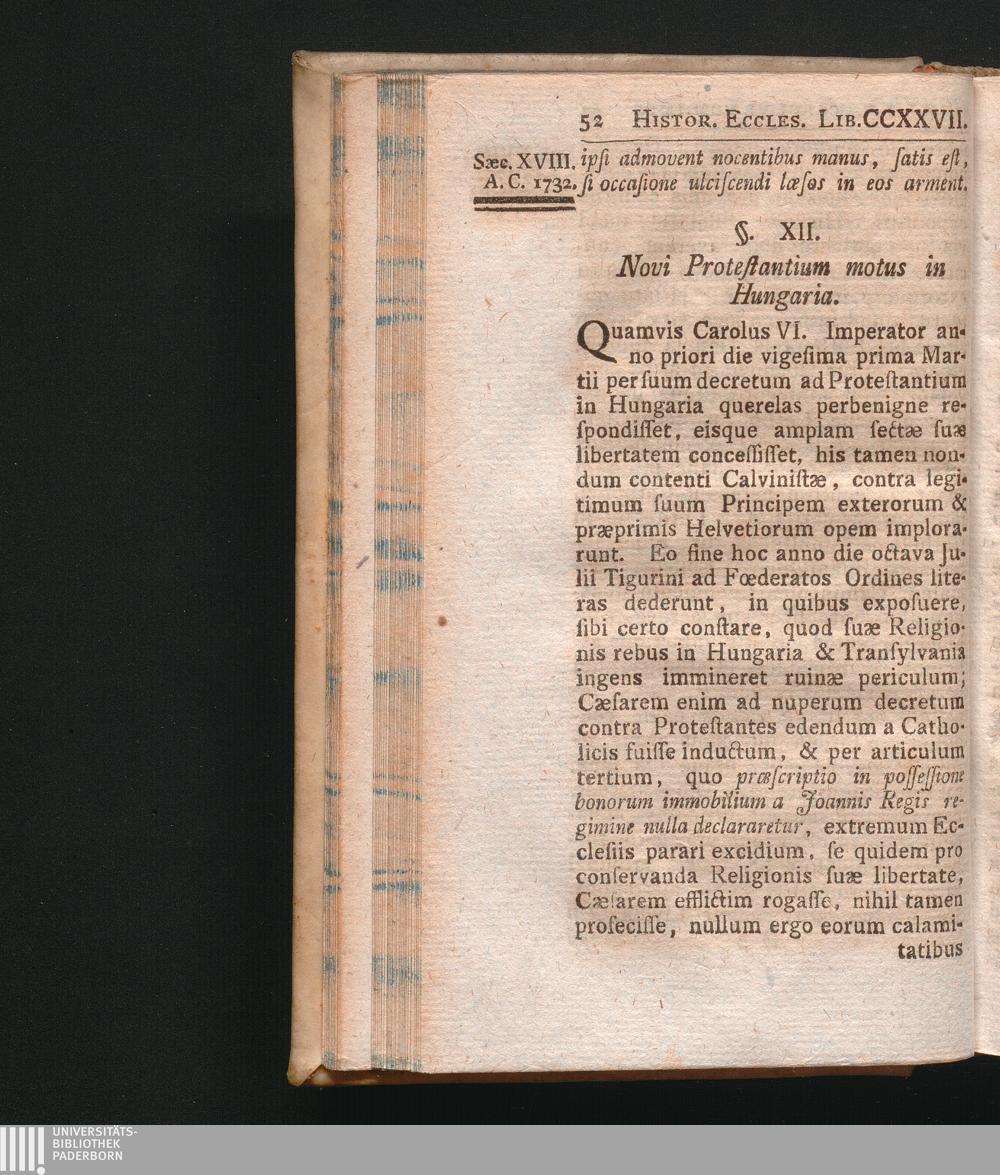 52 HISTOR. ECCLES. LIB.CCXXVII.
Sæc. XVIII.
A. C. 1732.
ipſi admovent nocentibus manus, ſatis eſt,
ſi occaſione ulciſcendi læſos in eos arment.
§. XII.
Novi Proteſtantium motus in
Hungaria.
Quamvis Carolus VI. Imperator an-
no priori die vigeſima prima Mar-
tii per ſuum decretum ad Proteſtantium
in Hungaria querelas perbenigne re-
ſpondiſſet, eisque amplam ſectæ ſuæ
libertatem conceſſiſſet, his tamen non-
dum contenti Calviniſtæ, contra legi-
timum ſuum Principem exterorum &
præprimis Helvetiorum opem implora-
runt. Eo fine hoc anno die octava Ju-
lii Tigurini ad Fœderatos Ordines lite-
ras dederunt, in quibus expoſuere,
ſibi certo conſtare, quod ſuæ Religio-
nis rebus in Hungaria & Tranſylvania
ingens immineret ruinæ periculum;
Cæſarem enim ad nuperum decretum
contra Proteſtantes edendum a Catho-
licis fuiſſe inductum, & per articulum
tertium, quo præſcriptio in poſſeſſione
bonorum immobilium a Joannis Regis re-
gimine nulla declararetur, extremum Ec-
cleſiis parari excidium, ſe quidem pro
conſervanda Religionis ſuæ libertate,
Cæſarem efflictim rogaſſe, nihil tamen
profeciſſe, nullum ergo eorum calami-
tatibus
UNIVERSITÄTS-
BIBLIOTHEK
PADERBORN